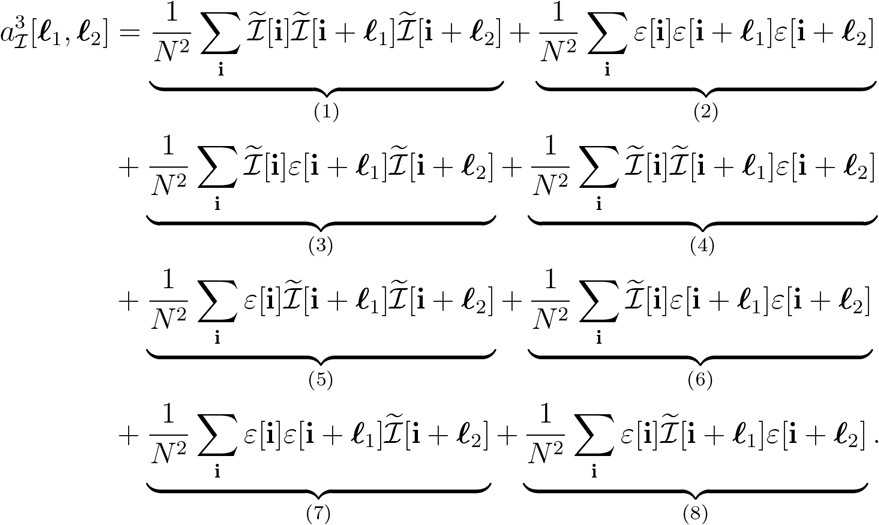 $a_{\mathcal{I}}^{3}[\boldsymbol{\ell}_1, \boldsymbol{\ell}_2] = \underbrace{\frac{1}{N^2} \sum_{\mathbf{i}} \widetilde{\mathcal{I}}[\mathbf{i}]\widetilde{\mathcal{I}}[\mathbf{i} + \boldsymbol{\ell}_1]\widetilde{\mathcal{I}}[\mathbf{i} + \boldsymbol{\ell}_2]}_{(1)} + \underbrace{\frac{1}{N^2} \sum_{\mathbf{i}} \varepsilon[\mathbf{i}]\varepsilon[\mathbf{i} + \boldsymbol{\ell}_1]\varepsilon[\mathbf{i} + \boldsymbol{\ell}_2]}_{(2)}$
$+ \underbrace{\frac{1}{N^2} \sum_{\mathbf{i}} \widetilde{\mathcal{I}}[\mathbf{i}]\varepsilon[\mathbf{i} + \boldsymbol{\ell}_1]\widetilde{\mathcal{I}}[\mathbf{i} + \boldsymbol{\ell}_2]}_{(3)} + \underbrace{\frac{1}{N^2} \sum_{\mathbf{i}} \widetilde{\mathcal{I}}[\mathbf{i}]\widetilde{\mathcal{I}}[\mathbf{i} + \boldsymbol{\ell}_1]\varepsilon[\mathbf{i} + \boldsymbol{\ell}_2]}_{(4)}$
$+ \underbrace{\frac{1}{N^2} \sum_{\mathbf{i}} \varepsilon[\mathbf{i}]\widetilde{\mathcal{I}}[\mathbf{i} + \boldsymbol{\ell}_1]\widetilde{\mathcal{I}}[\mathbf{i} + \boldsymbol{\ell}_2]}_{(5)} + \underbrace{\frac{1}{N^2} \sum_{\mathbf{i}} \widetilde{\mathcal{I}}[\mathbf{i}]\varepsilon[\mathbf{i} + \boldsymbol{\ell}_1]\varepsilon[\mathbf{i} + \boldsymbol{\ell}_2]}_{(6)}$
$+ \underbrace{\frac{1}{N^2} \sum_{\mathbf{i}} \varepsilon[\mathbf{i}]\varepsilon[\mathbf{i} + \boldsymbol{\ell}_1]\widetilde{\mathcal{I}}[\mathbf{i} + \boldsymbol{\ell}_2]}_{(7)} + \underbrace{\frac{1}{N^2} \sum_{\mathbf{i}} \varepsilon[\mathbf{i}]\widetilde{\mathcal{I}}[\mathbf{i} + \boldsymbol{\ell}_1]\varepsilon[\mathbf{i} + \boldsymbol{\ell}_2]}_{(8)}.$